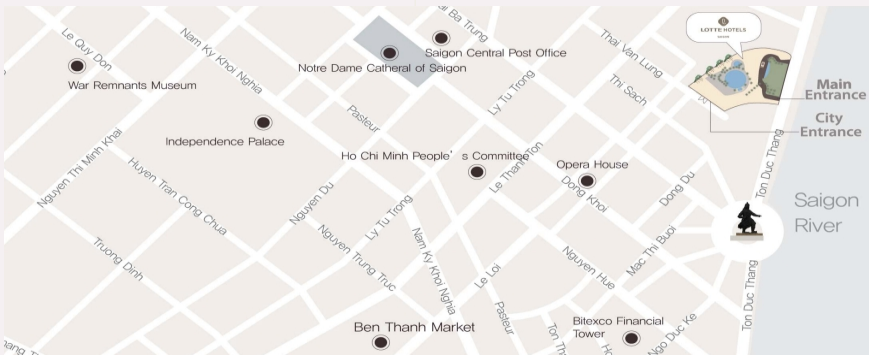 Le Quy Don
Nam Ky Khoi Nghia
Ba Trung
LOTTE HOTELS
Saigon Central Post Office
Notre Dame Catheral of Saigon
War Remnants Museum
Thai Van Lung
Thi Sach
Ly Tu Trong
Main
Entrance
City
Entrance
Pasteur
Independence Palace
Ho Chi Minh People's Committee
Le Thanh Ton
Opera House
Dong Khoi
Dong Du
Ton Duc Thang
Saigon
River
Nguyen Thi Minh Khai
Huyen Tran Cong Chua
Nguyen Du
Ly Tu Trong
Mac Thi Buoi
Truong Dinh
Nguyen Trung Truc
Nam Ky Khoi Nghia
Le Loi
Nguyen Hue
Pasteur
Ton Duc Thang
Ben Thanh Market
Bitexco Financial
Tower
Ngo Duc Ke